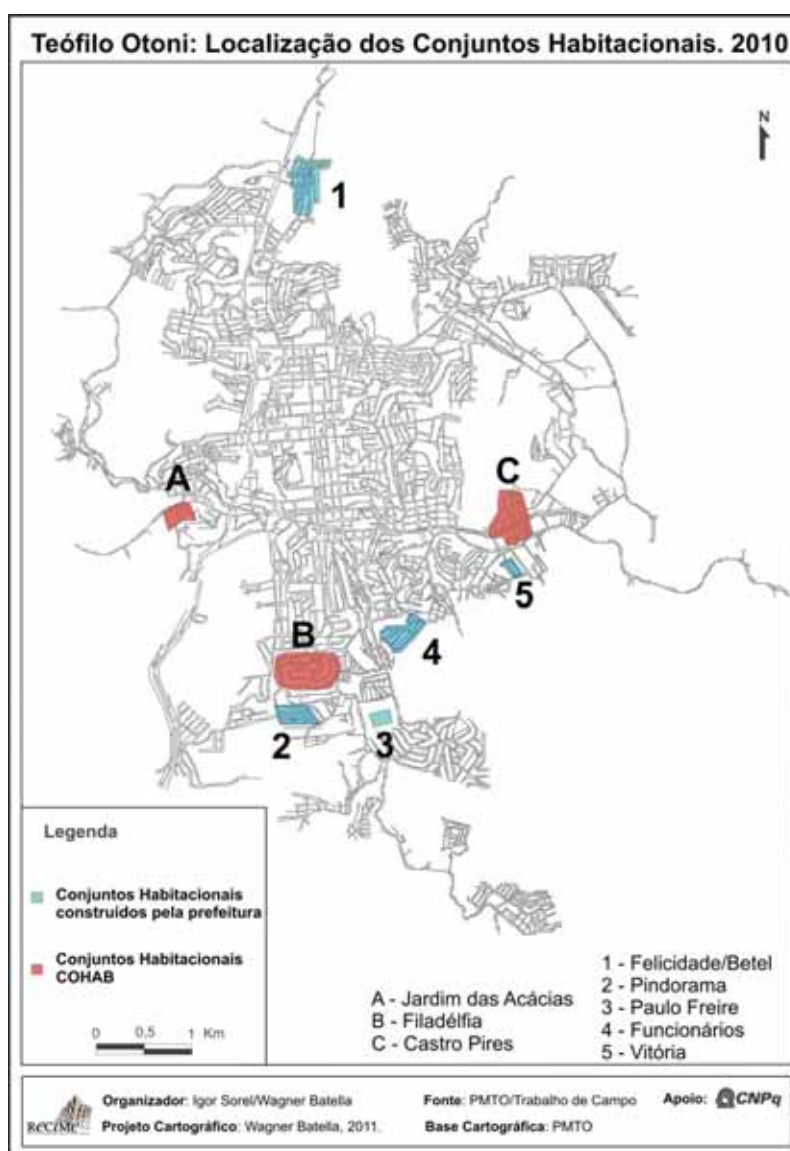 Teófilo Otoni: Localização dos Conjuntos Habitacionais. 2010
N
1
A
C
5
B
4
2
3
Legenda
Conjuntos Habitacionais
construídos pela prefeitura
Conjuntos Habitacionais
COHAB
0 0,5 1 Km
A - Jardim das Acácias
B - Filadélfia
C - Castro Pires
1 - Felicidade/Betel
2 - Pindorama
3 - Paulo Freire
4 - Funcionários
5 - Vitória
ReCiMe
Organizador: Igor Sorel/Wagner Batella
Projeto Cartográfico: Wagner Batella, 2011.
Fonte: PMTO/Trabalho de Campo
Base Cartográfica: PMTO
Apoio: CNPq